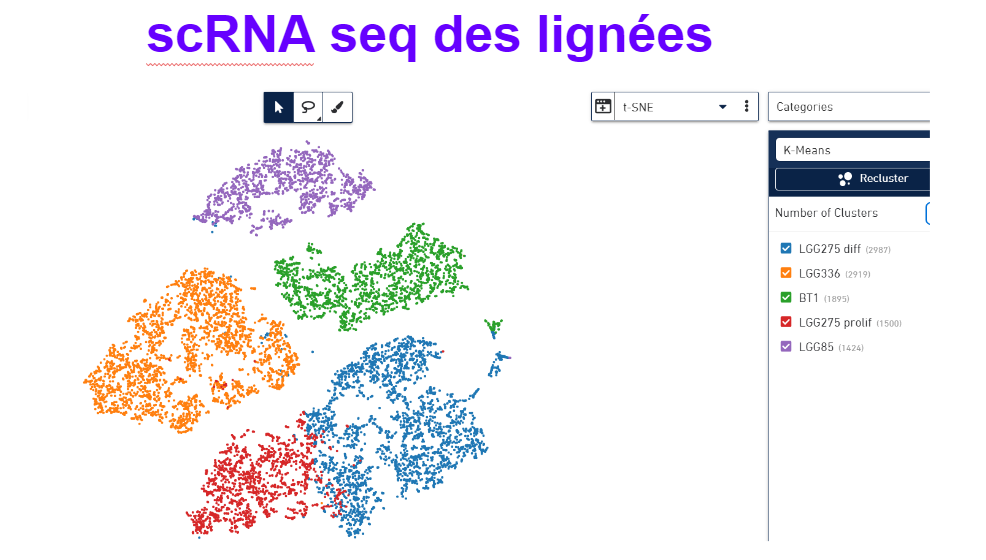 scRNA seq des lignées
t-SNE
Categories
K-Means
Recluster
Number of Clusters
LGG275 diff (2987)
LGG336 (2919)
BT1 (1895)
LGG275 prolif (1500)
LGG85 (1424)